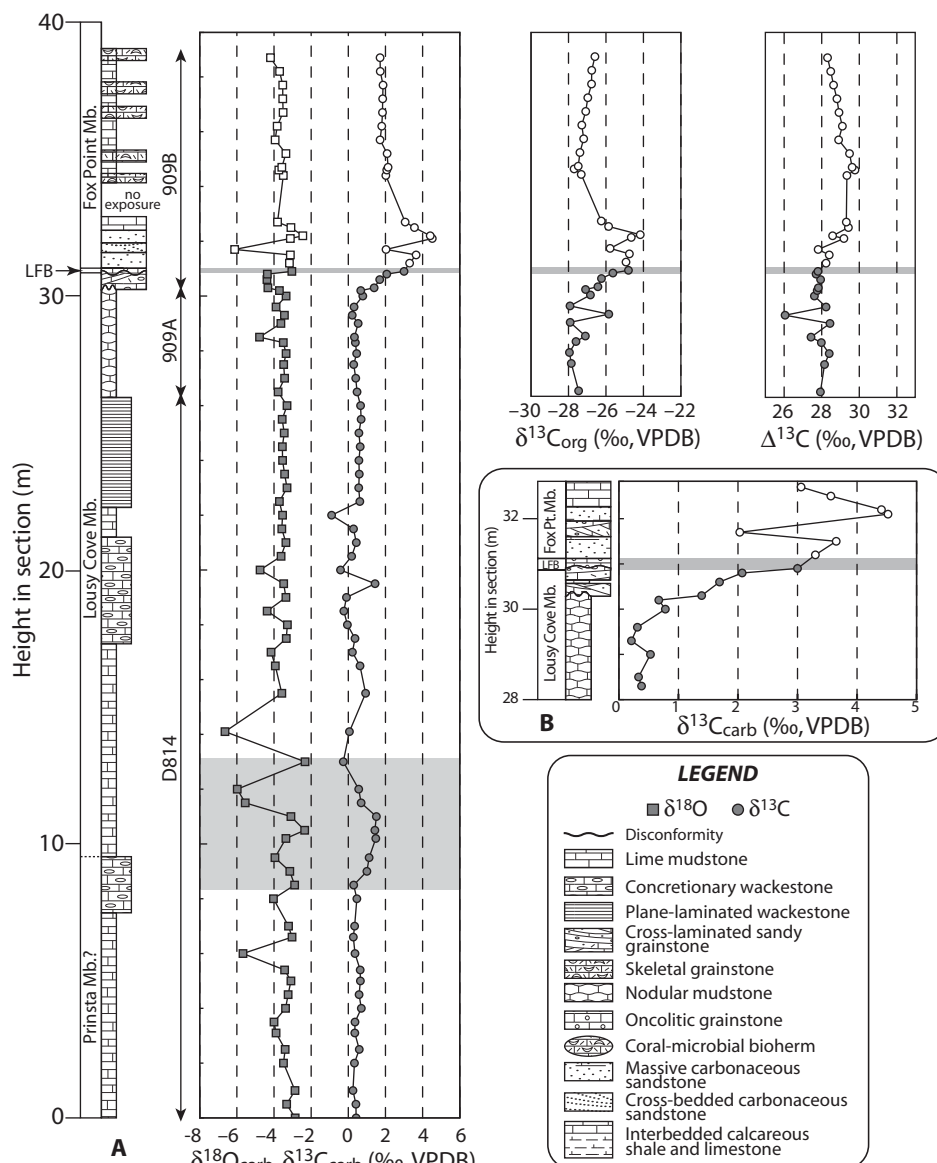 40
30
20
10
0
Height in section (m)
Fox Point Mb.
LFB
Lousy Cove Mb.
Prinsta Mb.?
no
exposure
909B
909A
D814
A
-8 −6 −4 −2 0 2 4 6
δ18Ocarb, δ13Ccarb (‰, VPDB)
−30 −28 −26 −24 −22
δ13Corg (‰, VPDB)
26 28 30 32
Δ13C (‰, VPDB)
32
30
28
Height in section (m)
Fox Pt. Mb.
LFB
Lousy Cove Mb.
0 1 2 3 4 5
B δ13Ccarb (‰, VPDB)
LEGEND
δ18O δ13C
Disconformity
Lime mudstone
Concretionary wackestone
Plane-laminated wackestone
Cross-laminated sandy
grainstone
Skeletal grainstone
Nodular mudstone
Oncolitic grainstone
Coral-microbial bioherm
Massive carbonaceous
sandstone
Cross-bedded carbonaceous
sandstone
Interbedded calcareous
shale and limestone